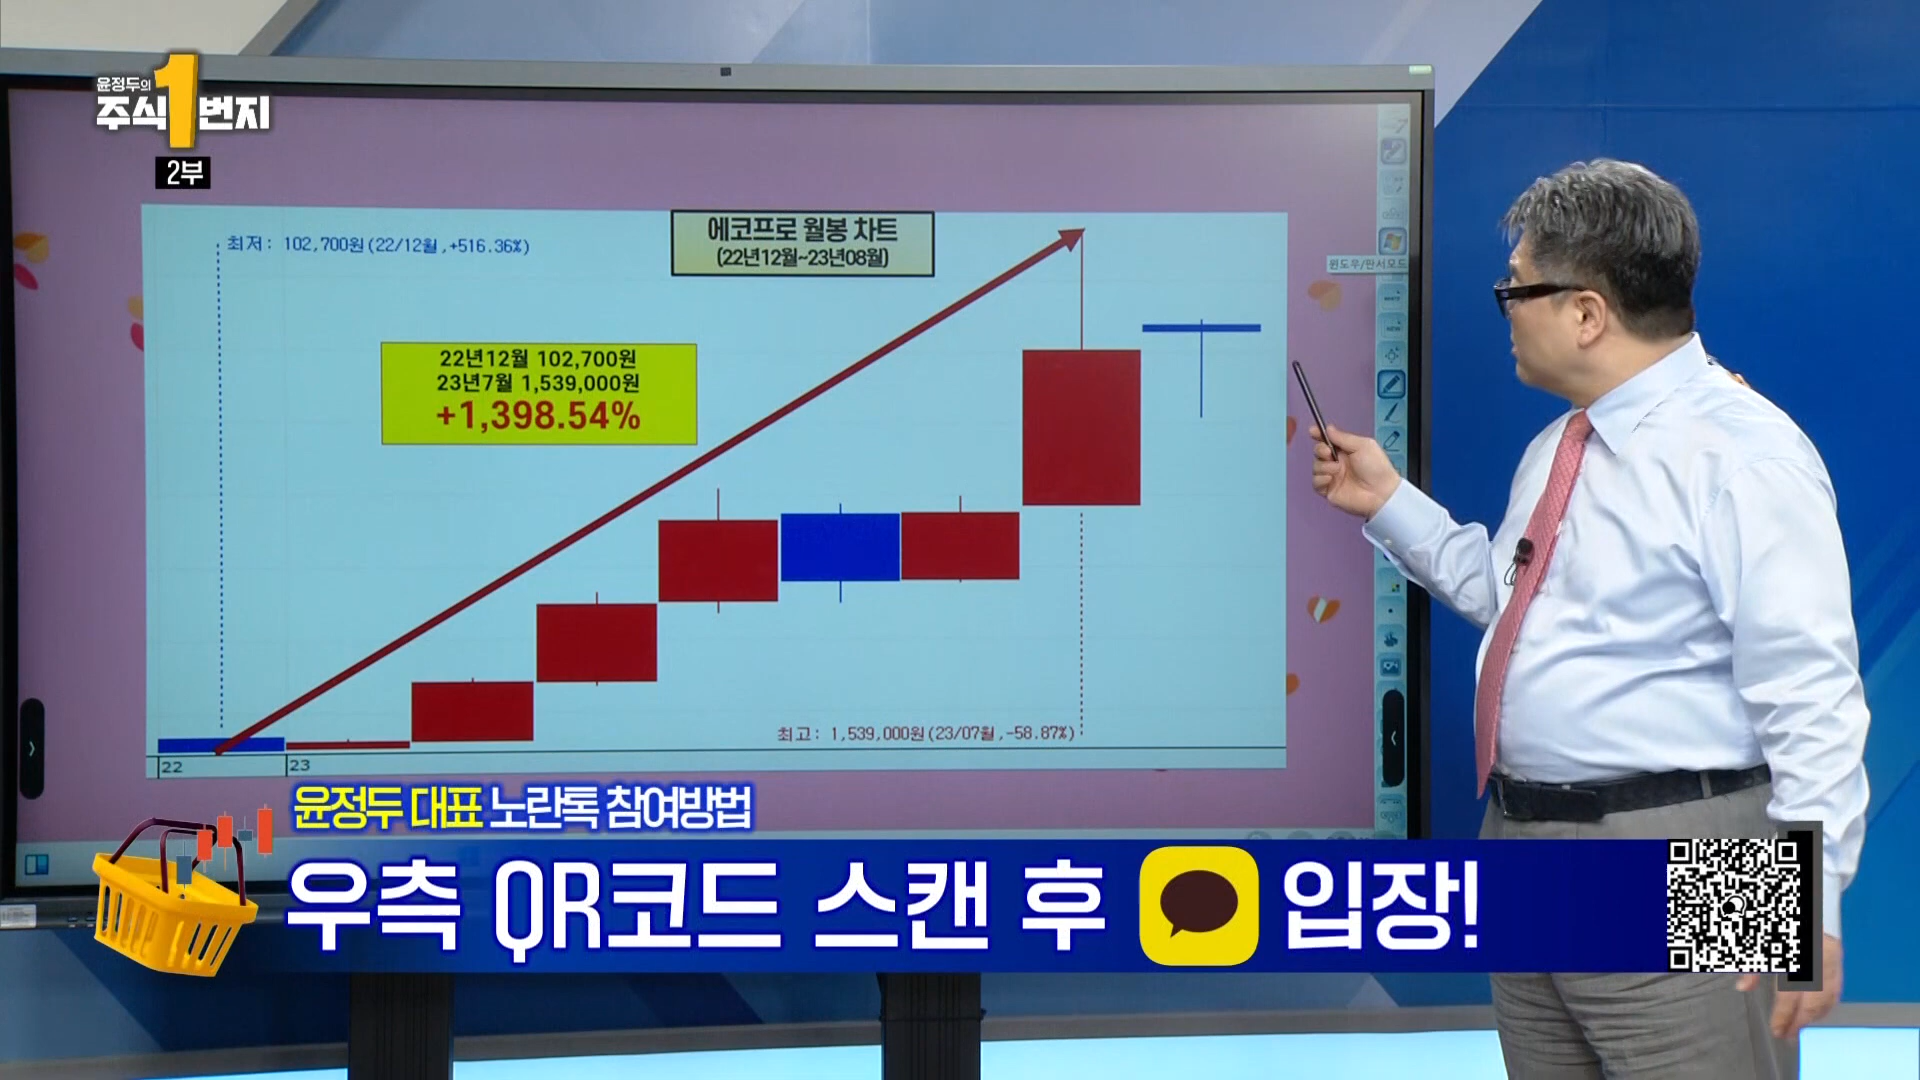 윤정두의
주식1번지
2부
에코프로 월봉 차트
(22년12월~23년08월)
최저: 102,700원(22/12월,+516.36%)
윈도우/판서모드
22년12월 102,700원
23년7월 1,539,000원
+1,398.54%
최고: 1,539,000원(23/07월,-58.87%)
22
23
윤정두 대표 노란톡 참여방법
우측 QR코드 스캔 후 입장!